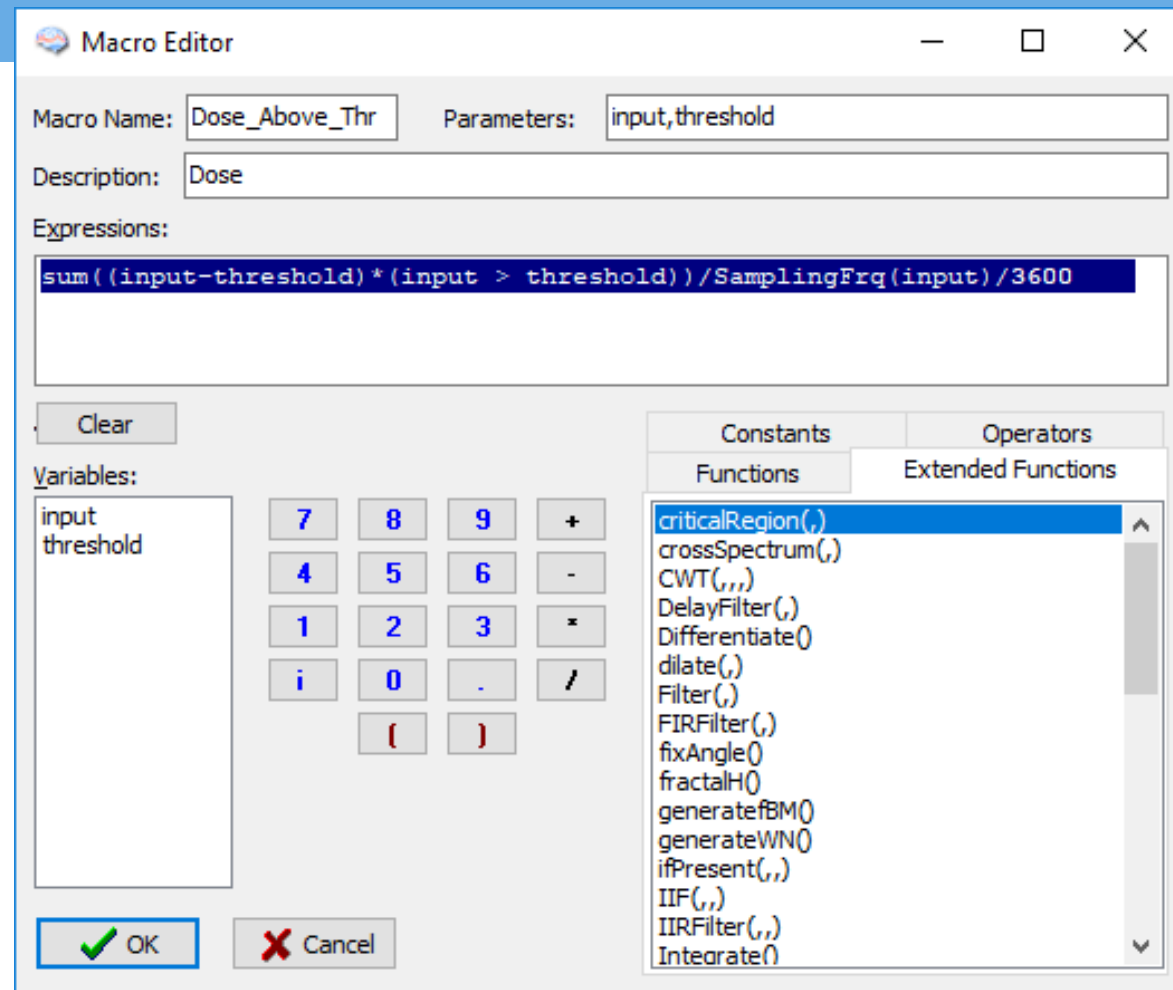 Macro Editor
Macro Name: Dose_Above_Thr Parameters: input,threshold
Description: Dose
Expressions:
sum((input-threshold)*(input > threshold))/SamplingFrq(input)/3600
Clear
Constants Operators
Functions Extended Functions
Variables:
input
threshold
7 8 9 +
4 5 6 -
1 2 3 *
i 0 . /
( )
criticalRegion(,)
crossSpectrum(,)
CWT(,,,)
DelayFilter(,)
Differentiate()
dilate(,)
Filter(,)
FIRFilter(,)
fixAngle()
fractalH()
generatefBM()
generateWN()
ifPresent(,,)
IIF(,,)
IIRFilter(,,)
Integrate()
OK Cancel